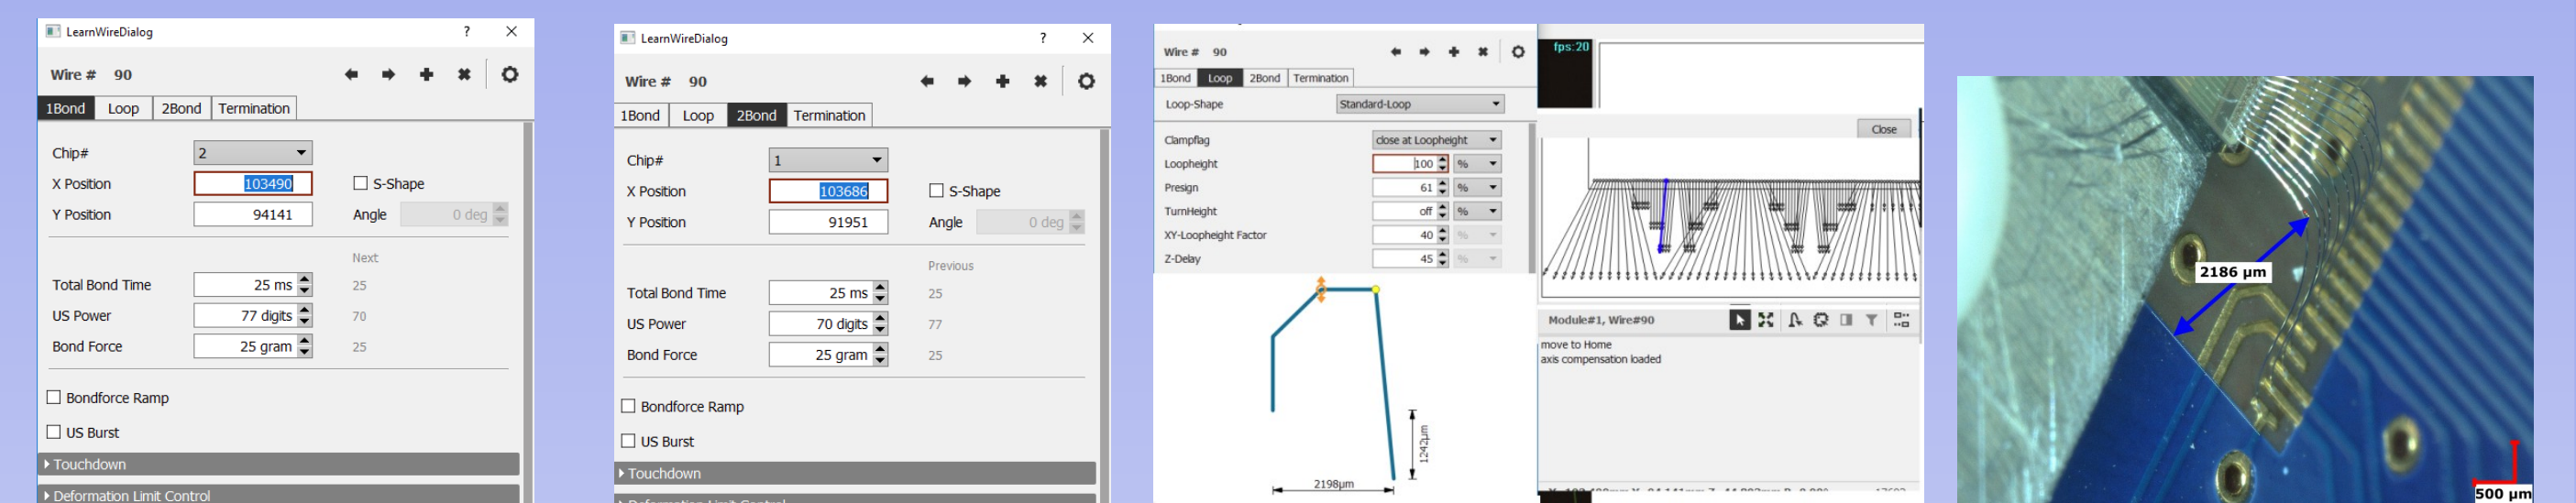 LearnWireDialog ? ×
Wire # 90
1Bond Loop 2Bond Termination
Chip# 2
X Position 103490 S-Shape
Y Position 94141 Angle 0 deg
Next
Total Bond Time 25 ms 25
US Power 77 digits 70
Bond Force 25 gram 25
Bondforce Ramp
US Burst
Touchdown
Deformation Limit Control
LearnWireDialog ? ×
Wire # 90
1Bond Loop 2Bond Termination
Chip# 1
X Position 103686 S-Shape
Y Position 91951 Angle 0 deg
Previous
Total Bond Time 25 ms 25
US Power 70 digits 77
Bond Force 25 gram 25
Bondforce Ramp
US Burst
Touchdown
Wire # 90
1Bond Loop 2Bond Termination
Loop-Shape Standard-Loop
Clampflag close at Loopheight
Loopheight 100 %
Presign 61 %
TurnHeight off %
XY-Loopheight Factor 40 %
Z-Delay 45 %
1242µm
2198µm
fps:20
Close
Module#1, Wire#90
move to Home
axis compensation loaded
2186 µm
500 µm